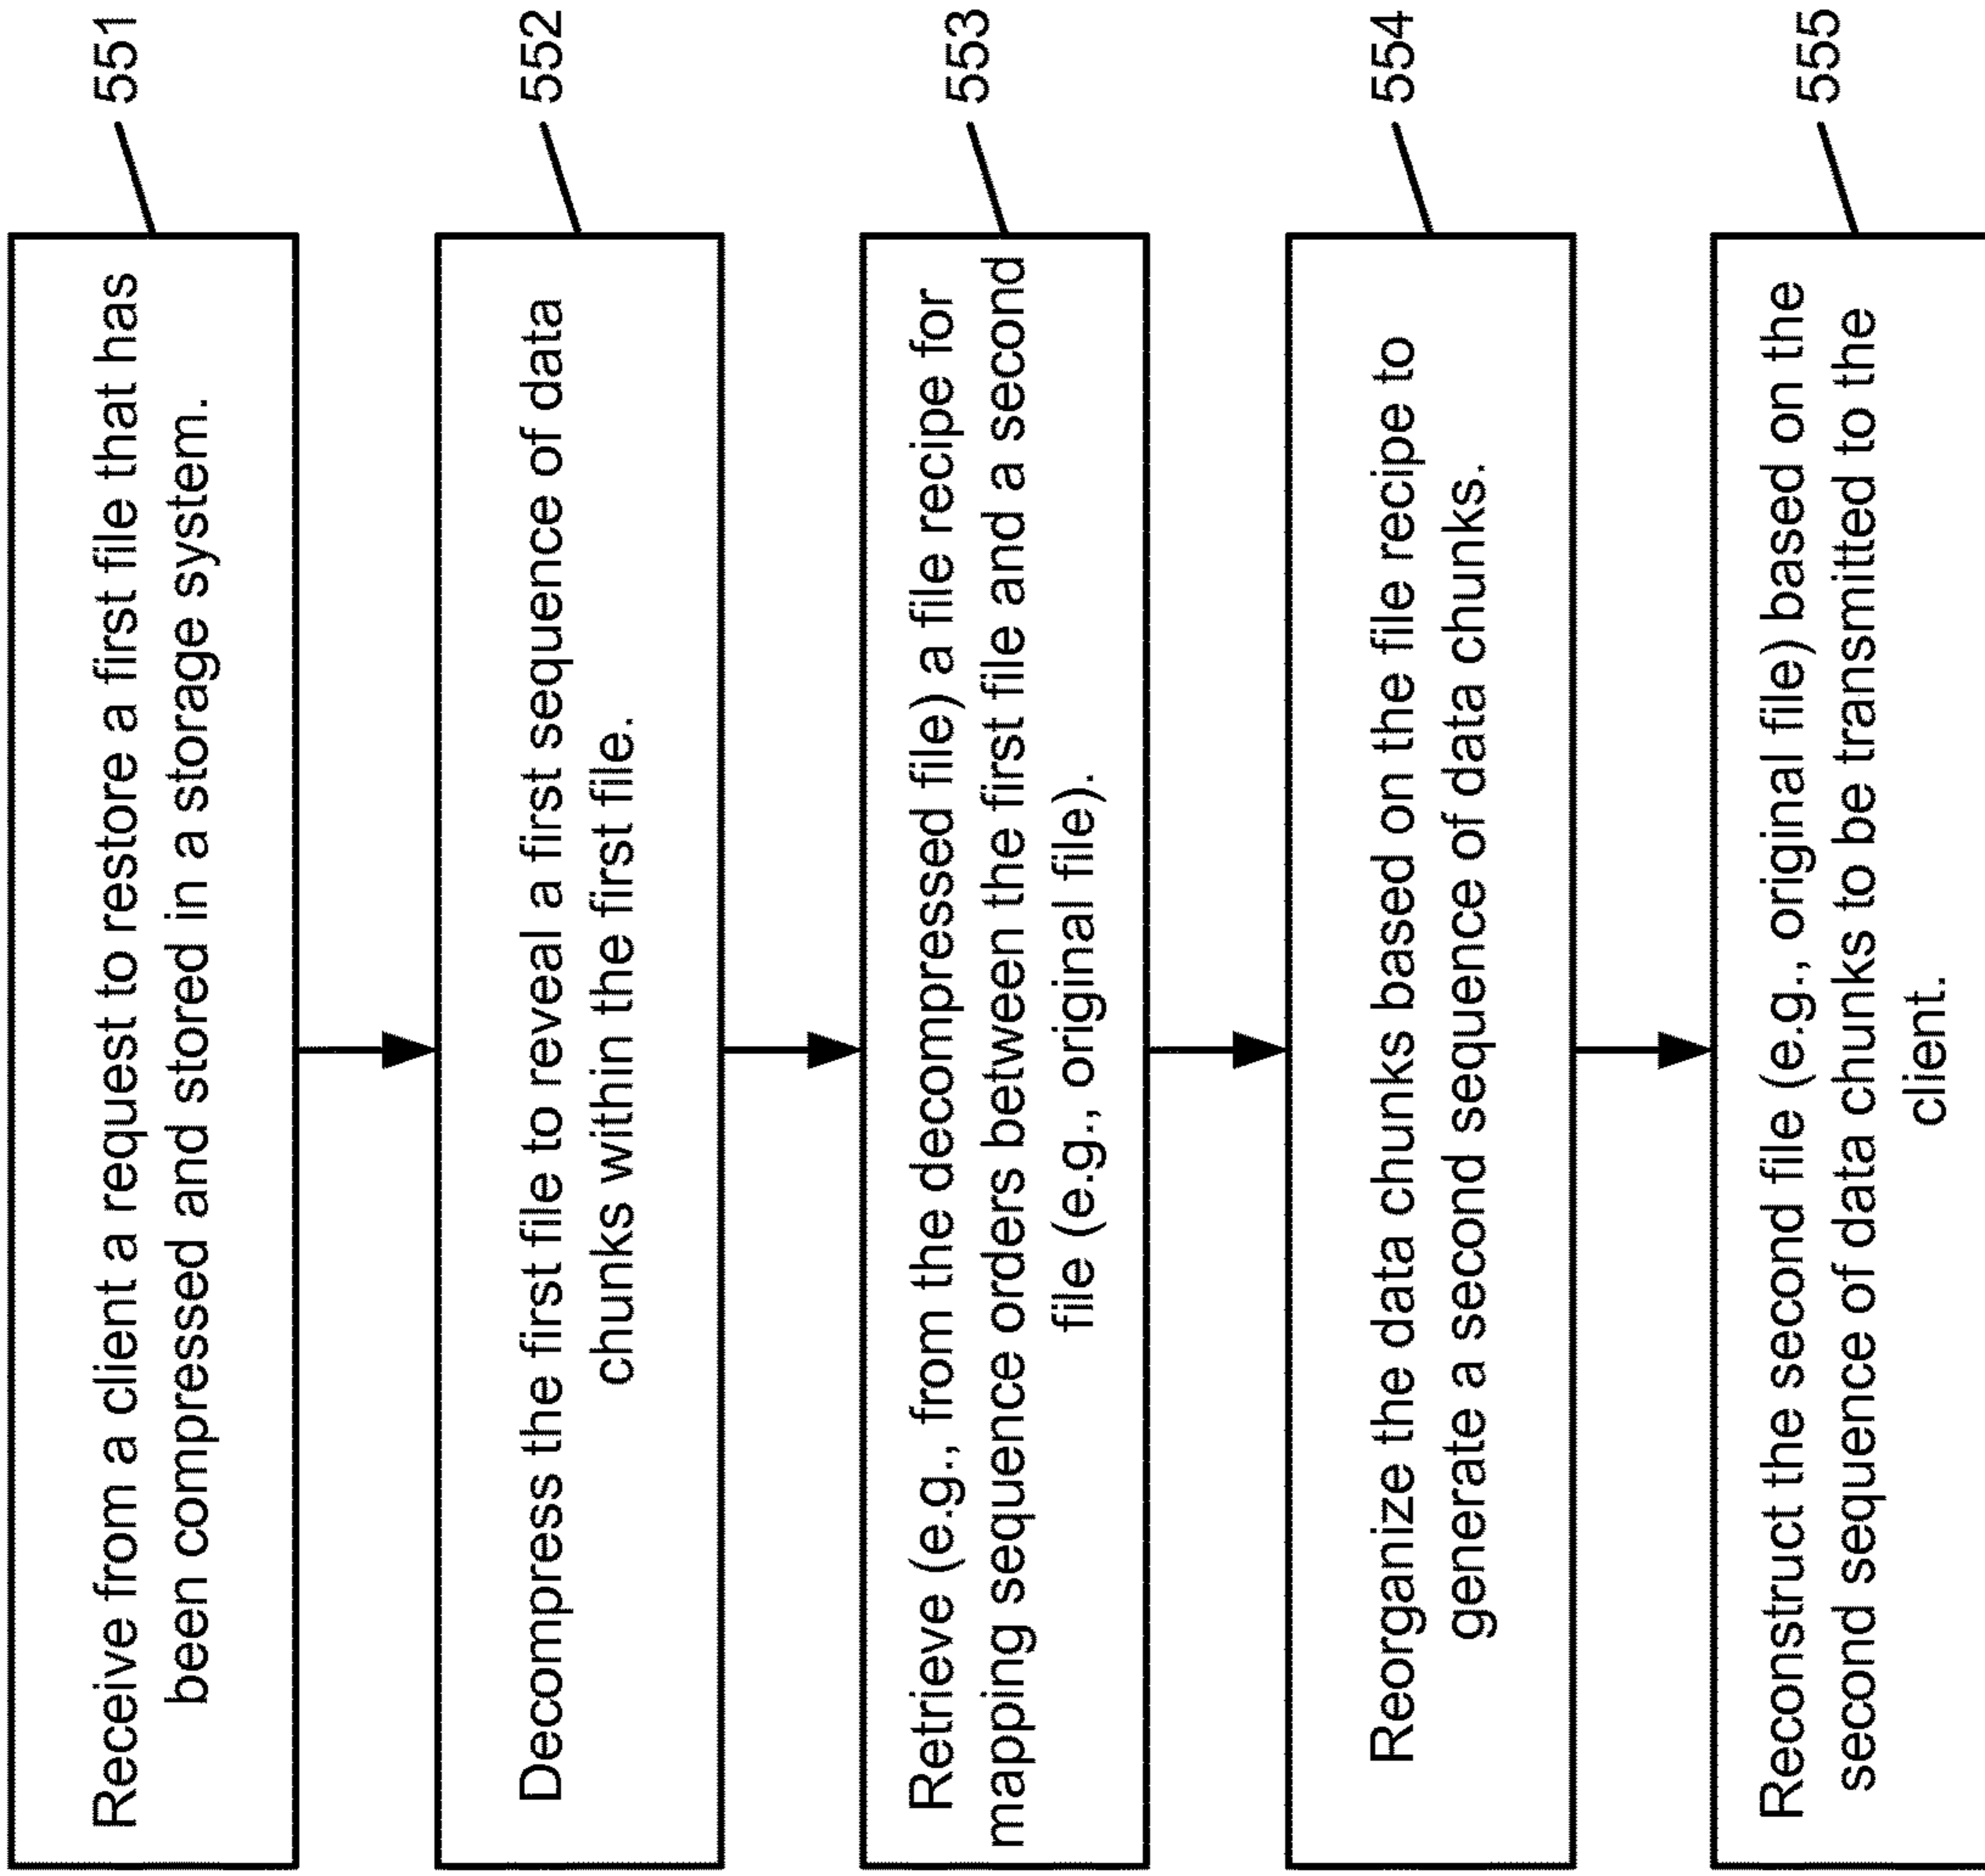 Receive from a client a request to restore a first file that has
been compressed and stored in a storage system.
551
Decompress the first file to reveal a first sequence of data
chunks within the first file.
552
Retrieve (e.g., from the decompressed file) a file recipe for
mapping sequence orders between the first file and a second
file (e.g., original file).
553
Reorganize the data chunks based on the file recipe to
generate a second sequence of data chunks.
554
Reconstruct the second file (e.g., original file) based on the
second sequence of data chunks to be transmitted to the
client.
555